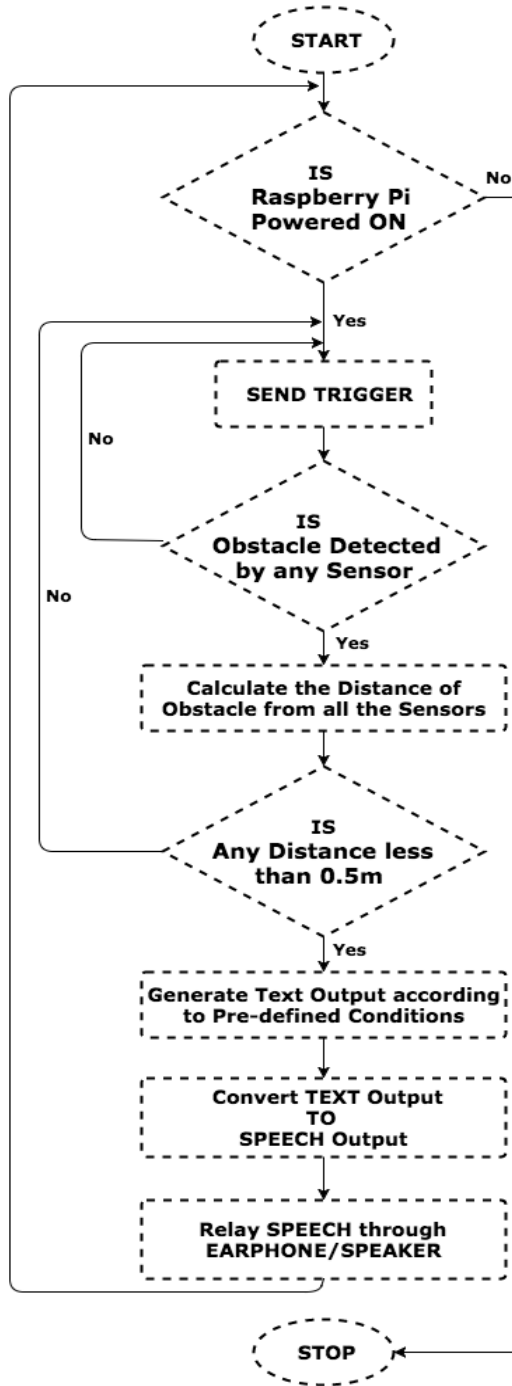 START
IS
Raspberry Pi
Powered ON
No
Yes
SEND TRIGGER
No
IS
Obstacle Detected
by any Sensor
No
Yes
Calculate the Distance of
Obstacle from all the Sensors
IS
Any Distance less
than 0.5m
Yes
Generate Text Output according
to Pre-defined Conditions
Convert TEXT Output
TO
SPEECH Output
Relay SPEECH through
EARPHONE/SPEAKER
STOP